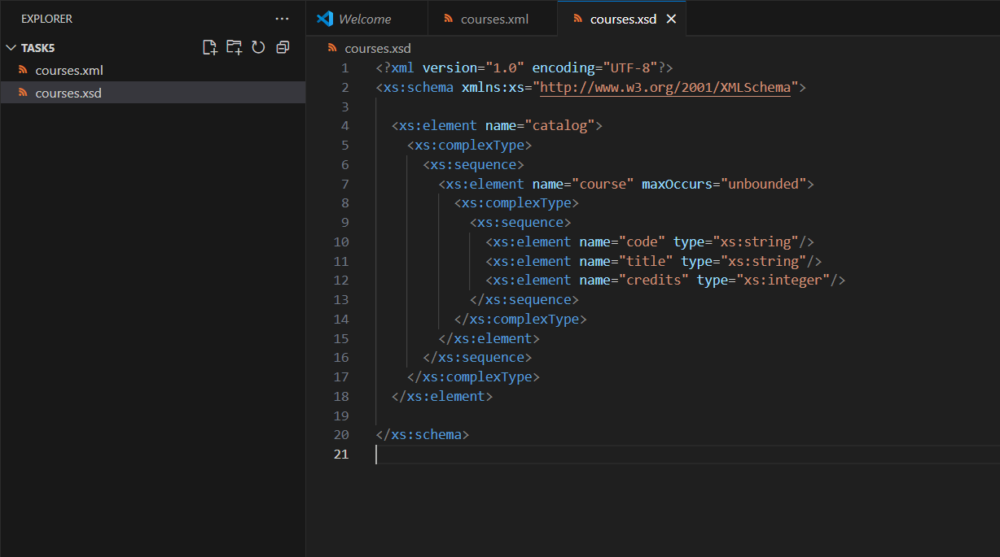 EXPLORER
TASK5
courses.xml
courses.xsd
Welcome
courses.xml
courses.xsd
courses.xsd
1 <?xml version="1.0" encoding="UTF-8"?>
2 <xs:schema xmlns:xs="http://www.w3.org/2001/XMLSchema">
3
4   <xs:element name="catalog">
5     <xs:complexType>
6       <xs:sequence>
7         <xs:element name="course" maxOccurs="unbounded">
8           <xs:complexType>
9             <xs:sequence>
10               <xs:element name="code" type="xs:string"/>
11               <xs:element name="title" type="xs:string"/>
12               <xs:element name="credits" type="xs:integer"/>
13             </xs:sequence>
14           </xs:complexType>
15         </xs:element>
16       </xs:sequence>
17     </xs:complexType>
18   </xs:element>
19
20 </xs:schema>
21